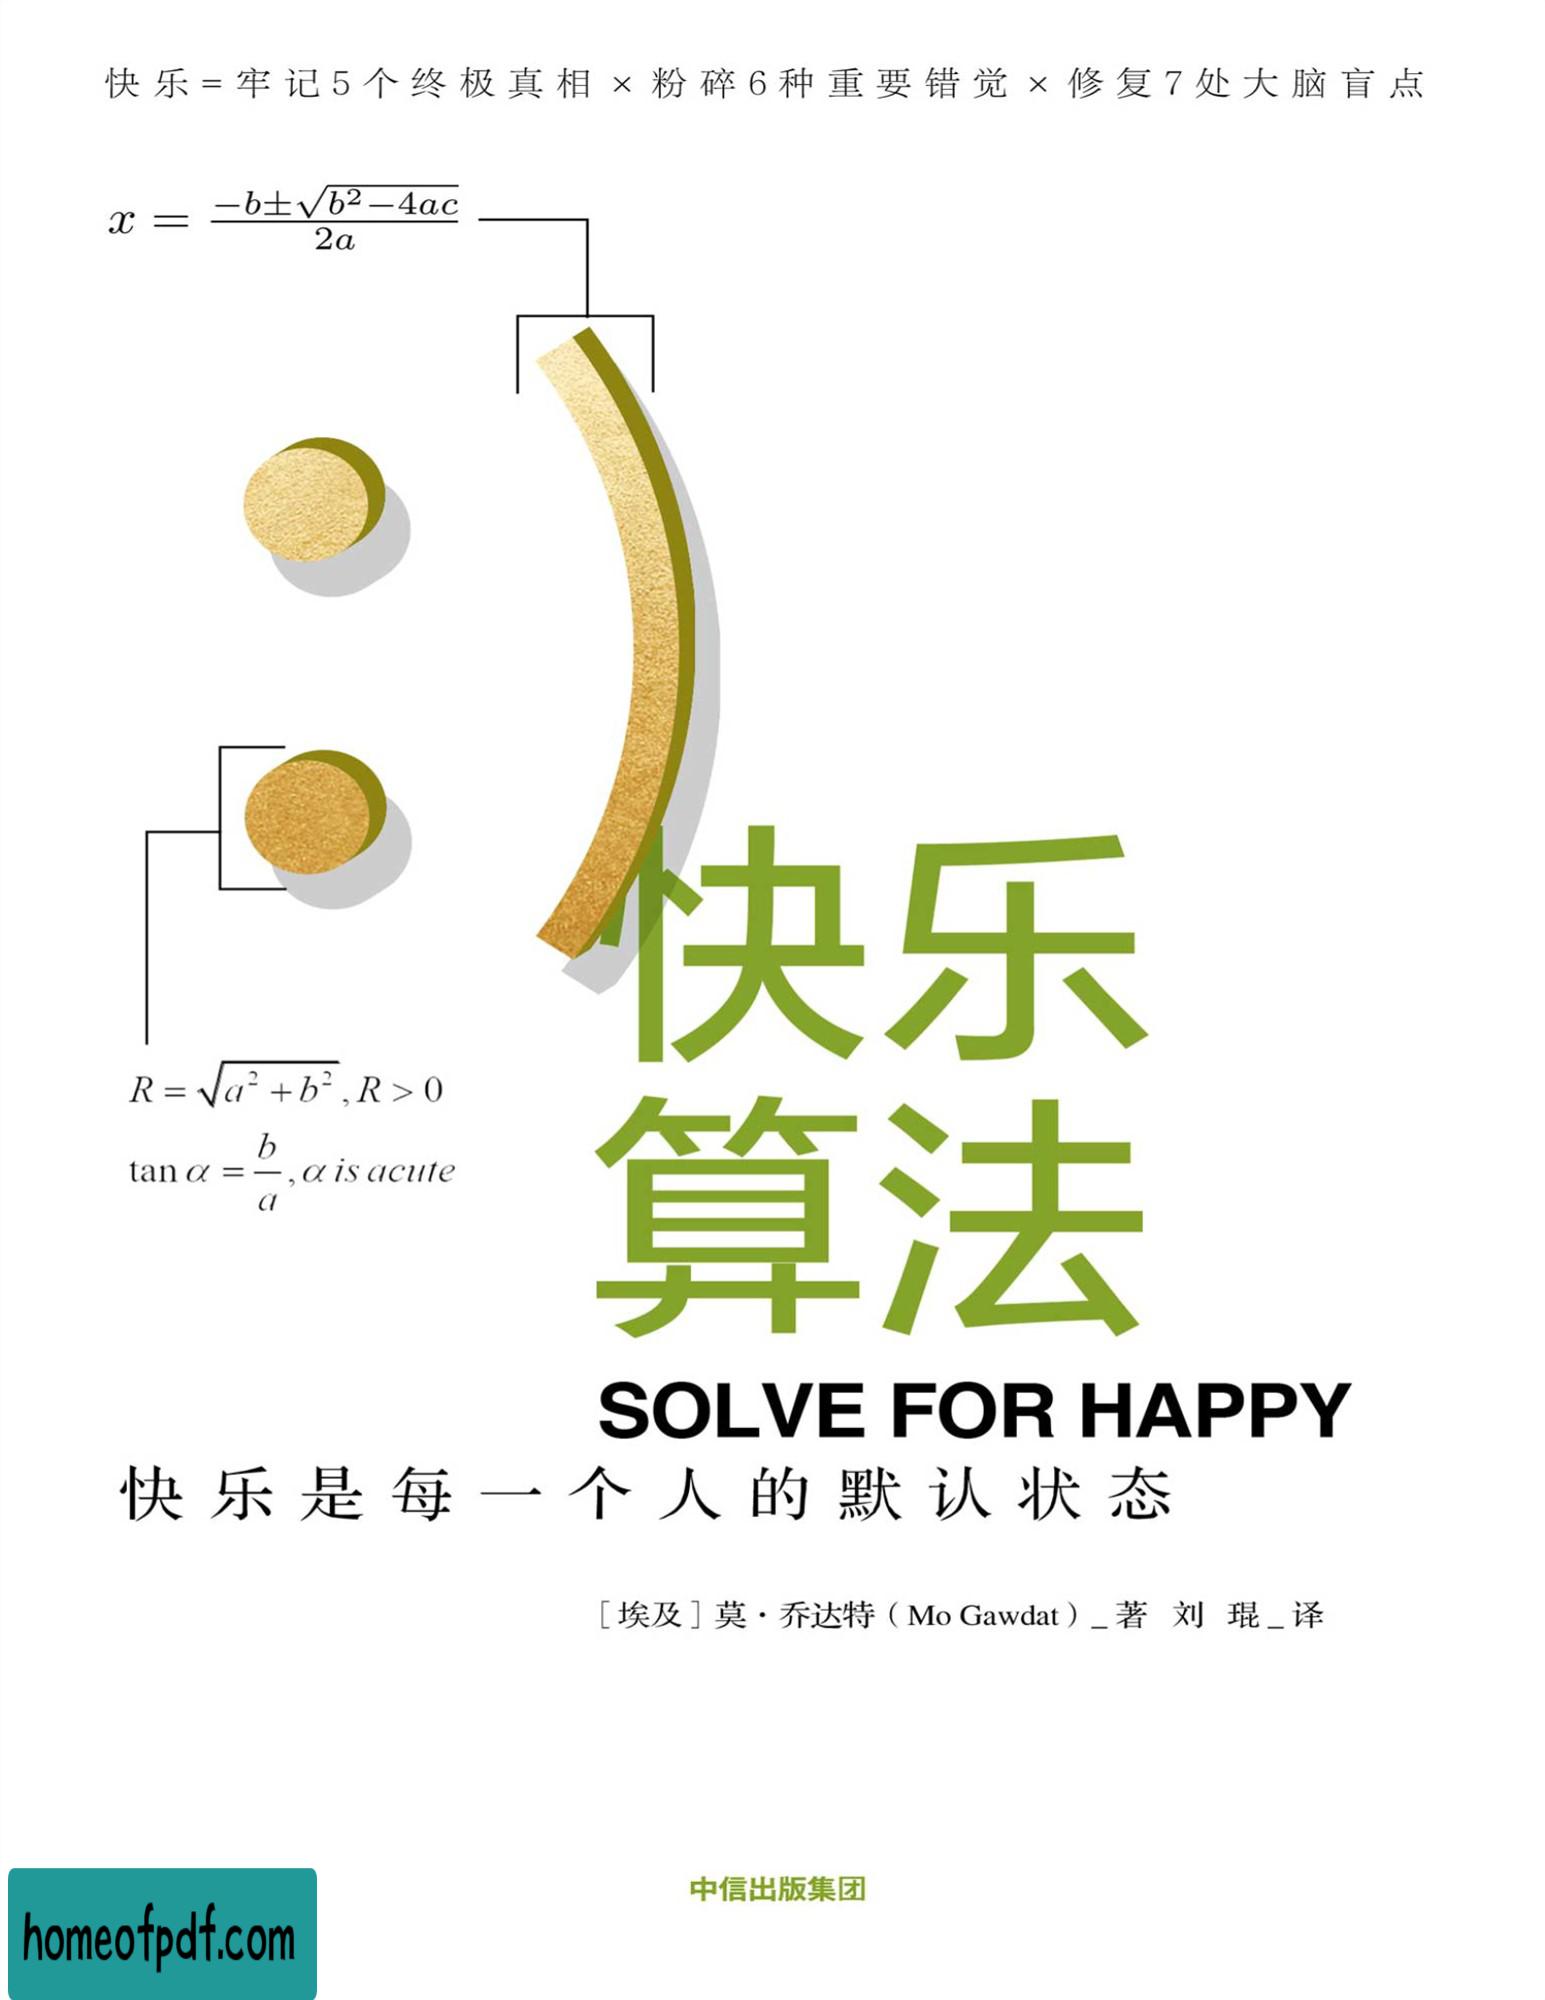 快乐=牢记5个终极真相×粉碎6种重要错觉×修复7处大脑盲点
x = \frac{-b±\sqrt{b²-4ac}}{2a}
R = √a² + b² , R > 0
tan α = b/a , α is acute
快乐
算法
SOLVE FOR HAPPY
快乐是每一个人的默认状态
［埃及］莫·乔达特（Mo Gawdat）_著 刘 琨_译
中信出版集团
homeofpdf.com